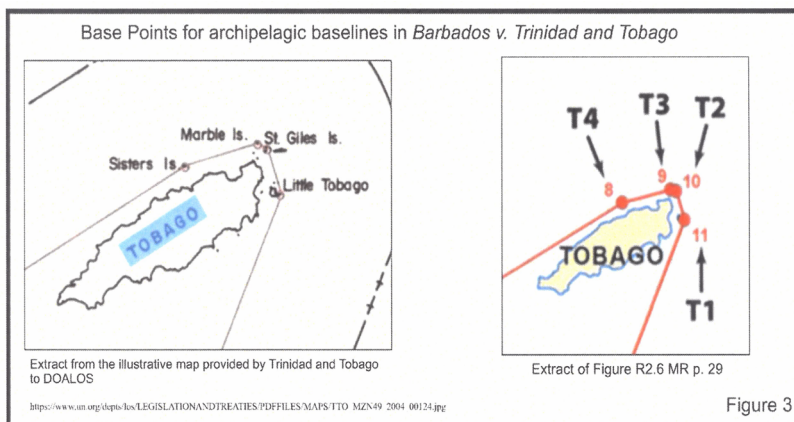 Base Points for archipelagic baselines in Barbados v. Trinidad and Tobago
Marble Is.
St. Giles Is.
Sisters Is.
Little Tobago
TOBAGO
Extract from the illustrative map provided by Trinidad and Tobago
to DOALOS
https://www.un.org/depts/los/LEGISLATIONANDTREATIES/PDFFILES/MAPS/TTO_MZN49_2004_00124.jpg
T4
T3
T2
8
9
10
TOBAGO
11
T1
Extract of Figure R2.6 MR p. 29
Figure 3